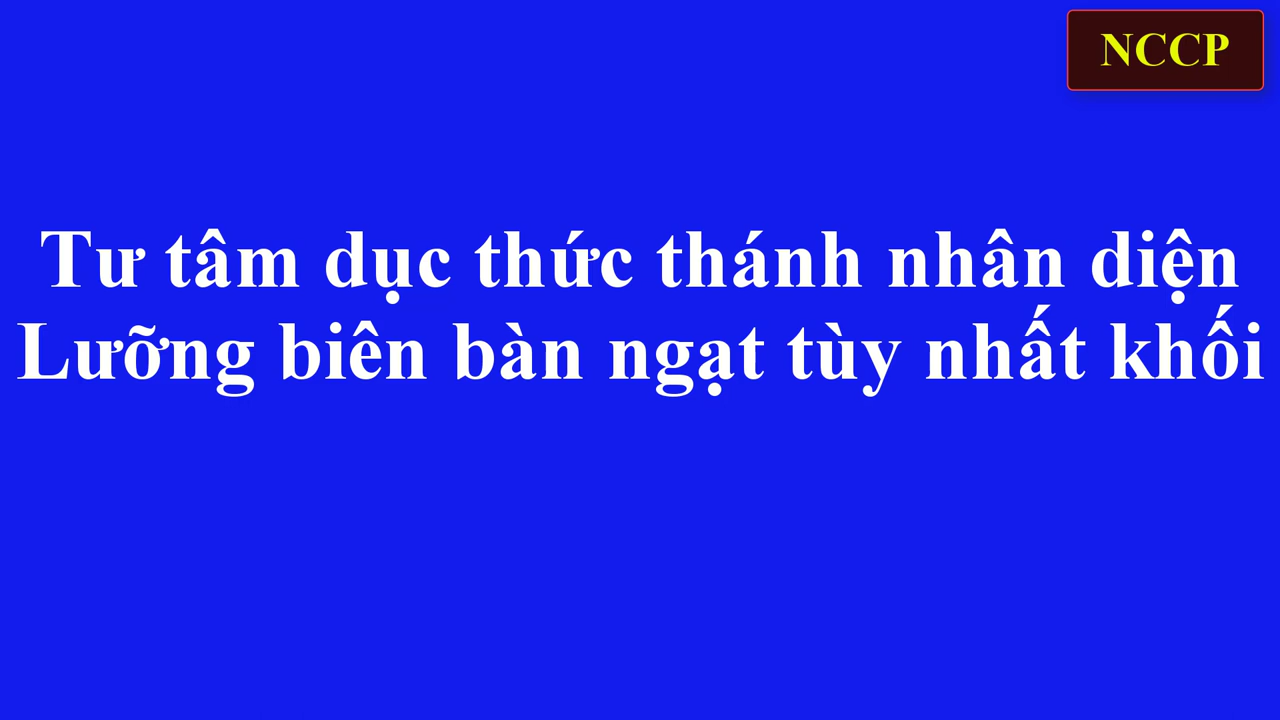 NCCP
Tư tâm dục thức thánh nhân diện
Lưỡng biên bàn ngạt tùy nhất khối